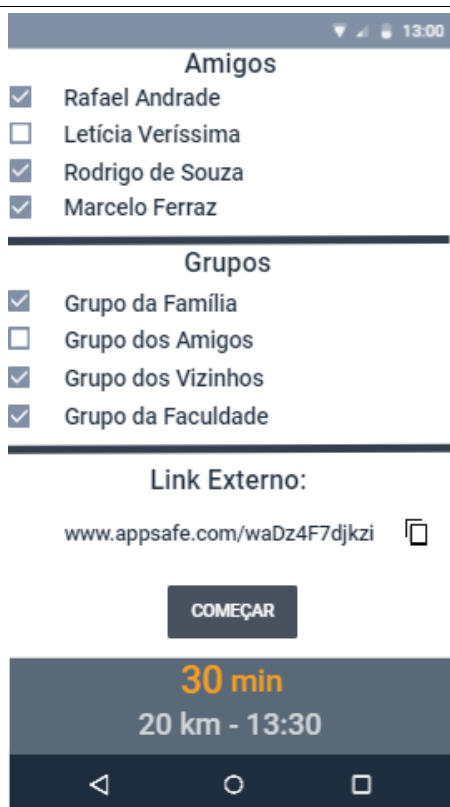 13:00
Amigos
Rafael Andrade
Letícia Veríssima
Rodrigo de Souza
Marcelo Ferraz
Grupos
Grupo da Família
Grupo dos Amigos
Grupo dos Vizinhos
Grupo da Faculdade
Link Externo:
www.appsafe.com/waDz4F7djkzi
COMEÇAR
30 min
20 km - 13:30